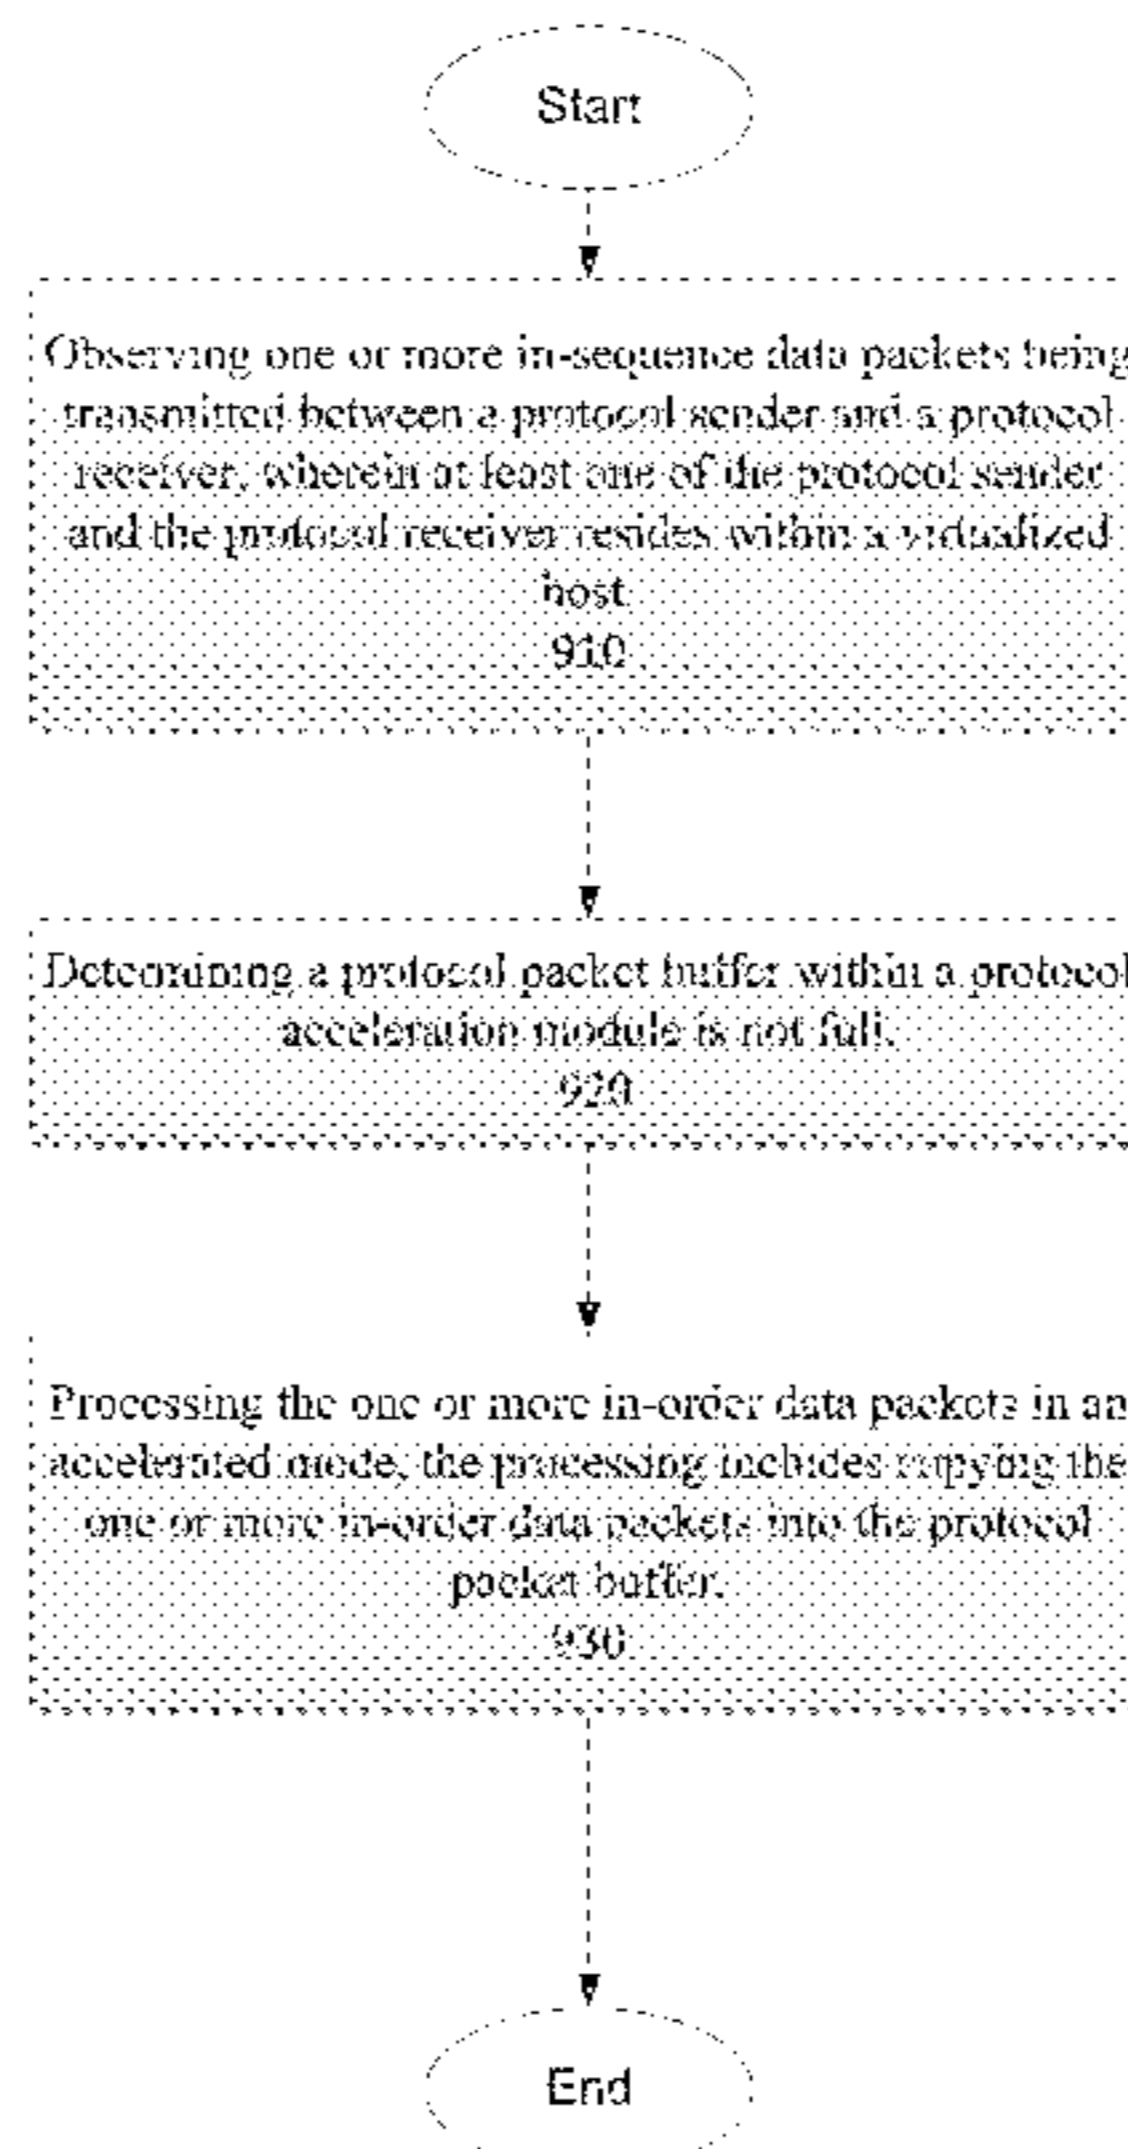 Start
Observing one or more in-sequence data packets being
transmitted between a protocol sender and a protocol
receiver, wherein at least one of the protocol sender
and the protocol receiver resides within a virtualized
host.
910
Determining a protocol packet buffer within a protocol
acceleration module is not full.
920
Processing the one or more in-order data packets in an
accelerated mode, the processing includes copying the
one or more in-order data packets into the protocol
packet buffer.
930
End